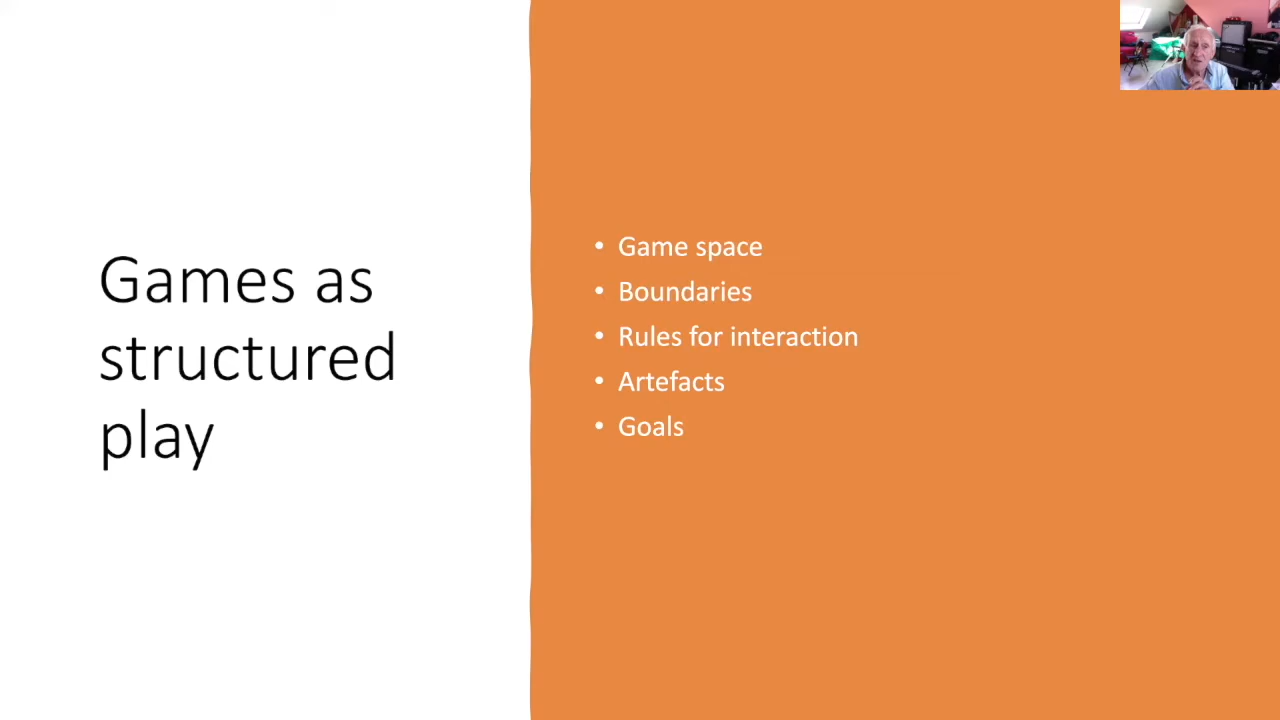 Games as
structured
play
• Game space
• Boundaries
• Rules for interaction
• Artefacts
• Goals